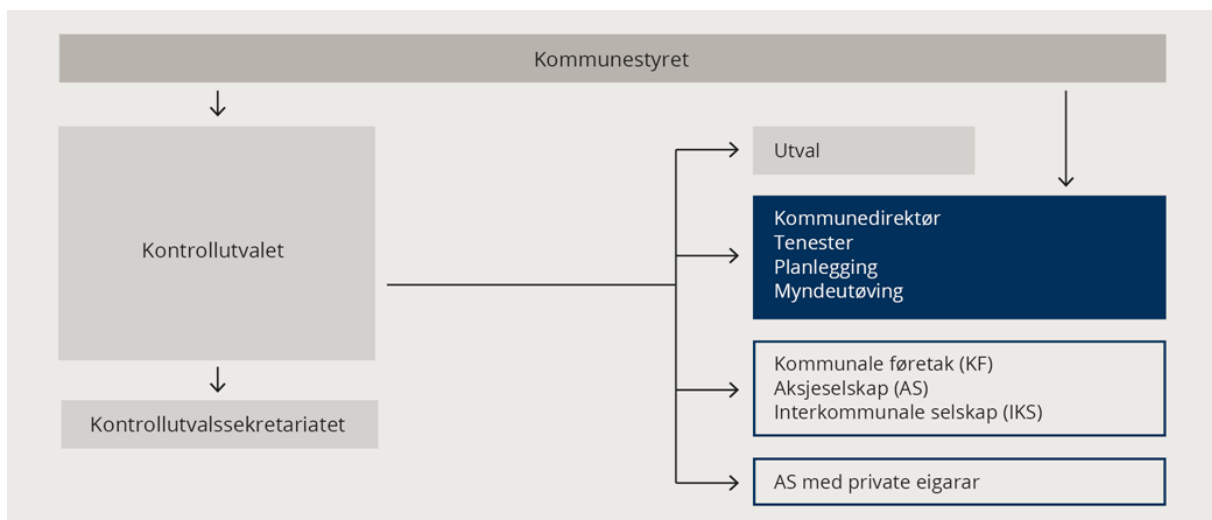 Kommunestyret
Kontrollutvalet
Kontrollutvalssekretariatet
Utval
Kommunedirektør
Tenester
Planlegging
Myndeutøving
Kommunale føretak (KF)
Aksjeselskap (AS)
Interkommunale selskap (IKS)
AS med private eigarar